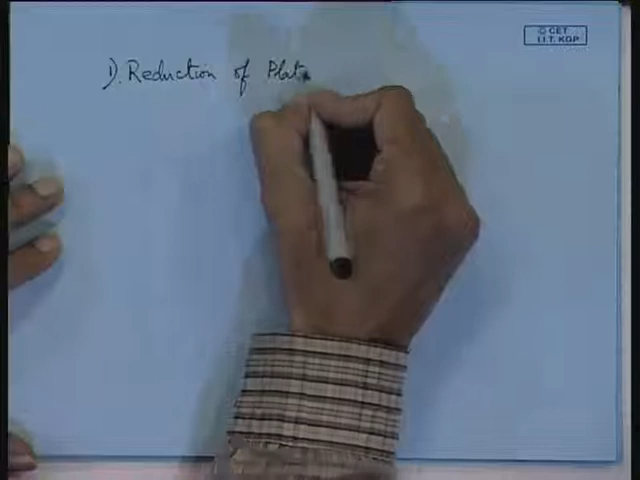 © CET
I.I.T. KGP
1). Reduction of Plat